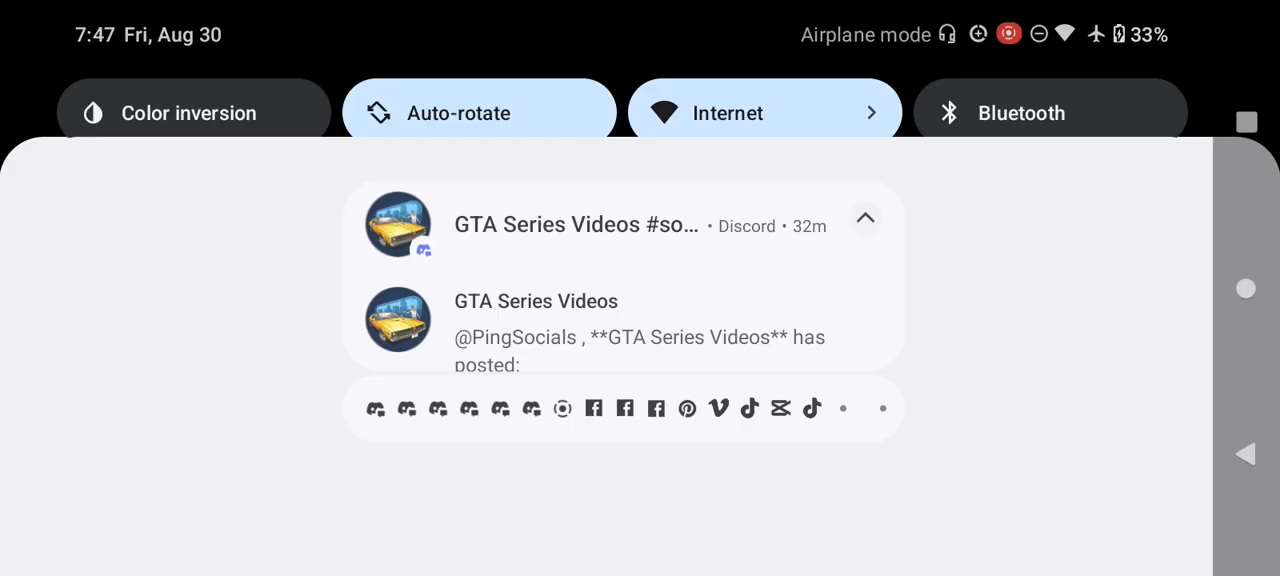 7:47 Fri, Aug 30
Airplane mode 33%
Color inversion
Auto-rotate
Internet
Bluetooth
GTA Series Videos #so... • Discord • 32m
GTA Series Videos
@PingSocials , **GTA Series Videos** has
posted: